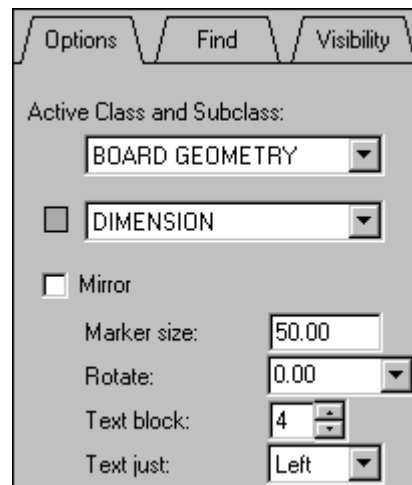 Options Find Visibility
Active Class and Subclass:
BOARD GEOMETRY
DIMENSION
Mirror
Marker size: 50.00
Rotate: 0.00
Text block: 4
Text just: Left